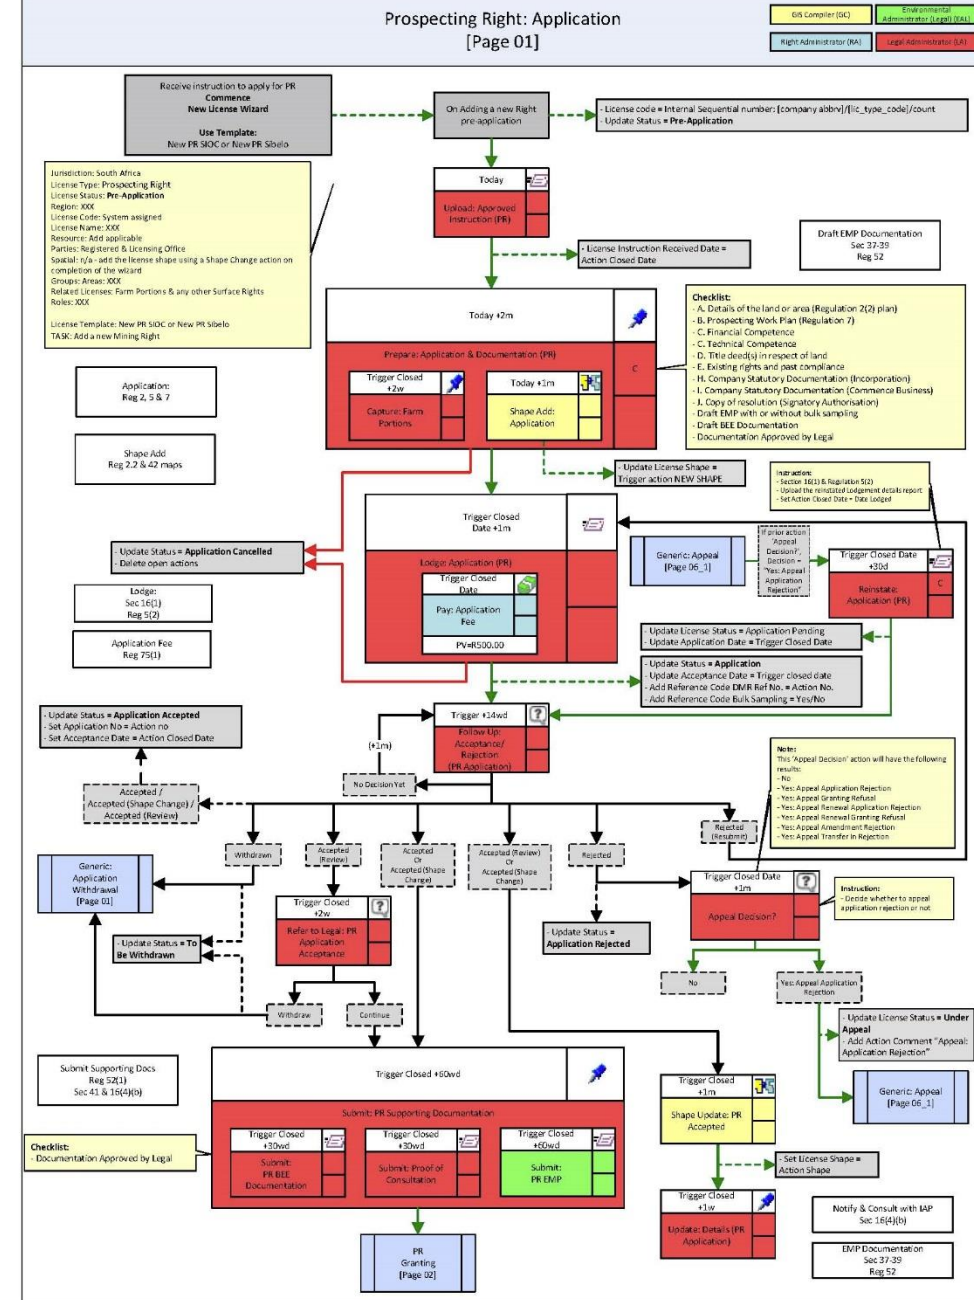 Prospecting Right: Application
[Page 01]
GIS Compiler (GC)
Environmental
Administrator (Legal) (EAL)
Right Administrator (RA)
Legal Administrator (LA)
Receive instruction to apply for PR
Commence
New License Wizard
Use Template:
New PR SIOC or New PR Sibelo
On Adding a new Right
pre-application
- License code = Internal Sequential number: [company abbrv]/[lic_type_code]/count
- Update Status = Pre-Application
Jurisdiction: South Africa
License Type: Prospecting Right
License Status: Pre-Application
Region: XXX
License Code: System assigned
License Name: XXX
Resource: Add applicable
Parties: Registered & Licensing Office
Spatial: n/a - add the license shape using a Shape Change action on
completion of the wizard
Groups: Areas: XXX
Related Licenses: Farm Portions & any other Surface Rights
Roles: XXX
License Template: New PR SIOC or New PR Sibelo
TASK: Add a new Mining Right
Today
Upload: Approved
Instruction (PR)
- License Instruction Received Date =
Action Closed Date
Draft EMP Documentation
Sec 37-39
Reg 52
Today +2m
Prepare: Application & Documentation (PR)
C
Trigger Closed
+2w
Capture: Farm
Portions
Today +1m
Shape Add:
Application
Checklist:
- A. Details of the land or area (Regulation 2(2) plan)
- B. Prospecting Work Plan (Regulation 7)
- C. Financial Competence
- C. Technical Competence
- D. Title deed(s) in respect of land
- E. Existing rights and past compliance
- H. Company Statutory Documentation (Incorporation)
- I. Company Statutory Documentation (Commence Business)
- J. Copy of resolution (Signatory Authorisation)
- Draft EMP with or without bulk sampling
- Draft BEE Documentation
- Documentation Approved by Legal
Application:
Reg 2, 5 & 7
Shape Add
Reg 2.2 & 42 maps
- Update License Shape =
Trigger action NEW SHAPE
Instruction:
- Section 16(1) & Regulation 5(2)
- Upload the reinstated Lodgement details report
- Set Action Closed Date = Date Lodged
Trigger Closed
Date +1m
Lodge: Application (PR)
Trigger Closed
Date
Pay: Application
Fee
PV=R500.00
- Update Status = Application Cancelled
- Delete open actions
Generic: Appeal
[Page 06_1]
If prior action
'Appeal
Decision?',
Decision =
"Yes: Appeal
Application
Rejection"
Trigger Closed Date
+30d
Reinstate:
Application (PR)
C
Lodge:
Sec 16(1)
Reg 5(2)
Application Fee
Reg 75(1)
- Update License Status = Application Pending
- Update Application Date = Trigger Closed Date
- Update Status = Application
- Update Acceptance Date = Trigger closed date
- Add Reference Code DMR Ref No. = Action No.
- Add Reference Code Bulk Sampling = Yes/No
- Update Status = Application Accepted
- Set Application No = Action no
- Set Acceptance Date = Action Closed Date
Trigger +14wd
Follow Up:
Acceptance/
Rejection
(PR Application)
(+1m)
No Decision Yet
Note:
This 'Appeal Decision' action will have the following
results:
- No
- Yes: Appeal Application Rejection
- Yes: Appeal Granting Refusal
- Yes: Appeal Renewal Application Rejection
- Yes: Appeal Renewal Granting Refusal
- Yes: Appeal Amendment Rejection
- Yes: Appeal Transfer in Rejection
Accepted /
Accepted (Shape Change) /
Accepted (Review)
Withdrawn
Accepted
(Review)
Accepted
Or
Accepted (Shape
Change)
Accepted (Review)
Or
Accepted (Shape
Change)
Rejected
Rejected
(Resubmit)
Generic:
Application
Withdrawal
[Page 01]
Trigger Closed
+2w
Refer to Legal: PR
Application
Acceptance
Trigger Closed Date
+1m
Appeal Decision?
Instruction:
- Decide whether to appeal
application rejection or not
- Update Status = To
Be Withdrawn
- Update Status =
Application Rejected
No
Yes: Appeal Application
Rejection
Withdraw
Continue
- Update License Status = Under
Appeal
- Add Action Comment "Appeal:
Application Rejection"
Submit Supporting Docs
Reg 52(1)
Sec 41 & 16(4)(b)
Trigger Closed +60wd
Submit: PR Supporting Documentation
Trigger Closed
+30wd
Submit:
PR BEE
Documentation
Trigger Closed
+30wd
Submit: Proof of
Consultation
Trigger Closed
+60wd
Submit:
PR EMP
Trigger Closed
+1m
Shape Update: PR
Accepted
Generic: Appeal
[Page 06_1]
Checklist:
- Documentation Approved by Legal
- Set License Shape =
Action Shape
Trigger Closed
+1w
Update: Details (PR
Application)
Notify & Consult with IAP
Sec 16(4)(b)
PR
Granting
[Page 02]
EMP Documentation
Sec 37-39
Reg 52